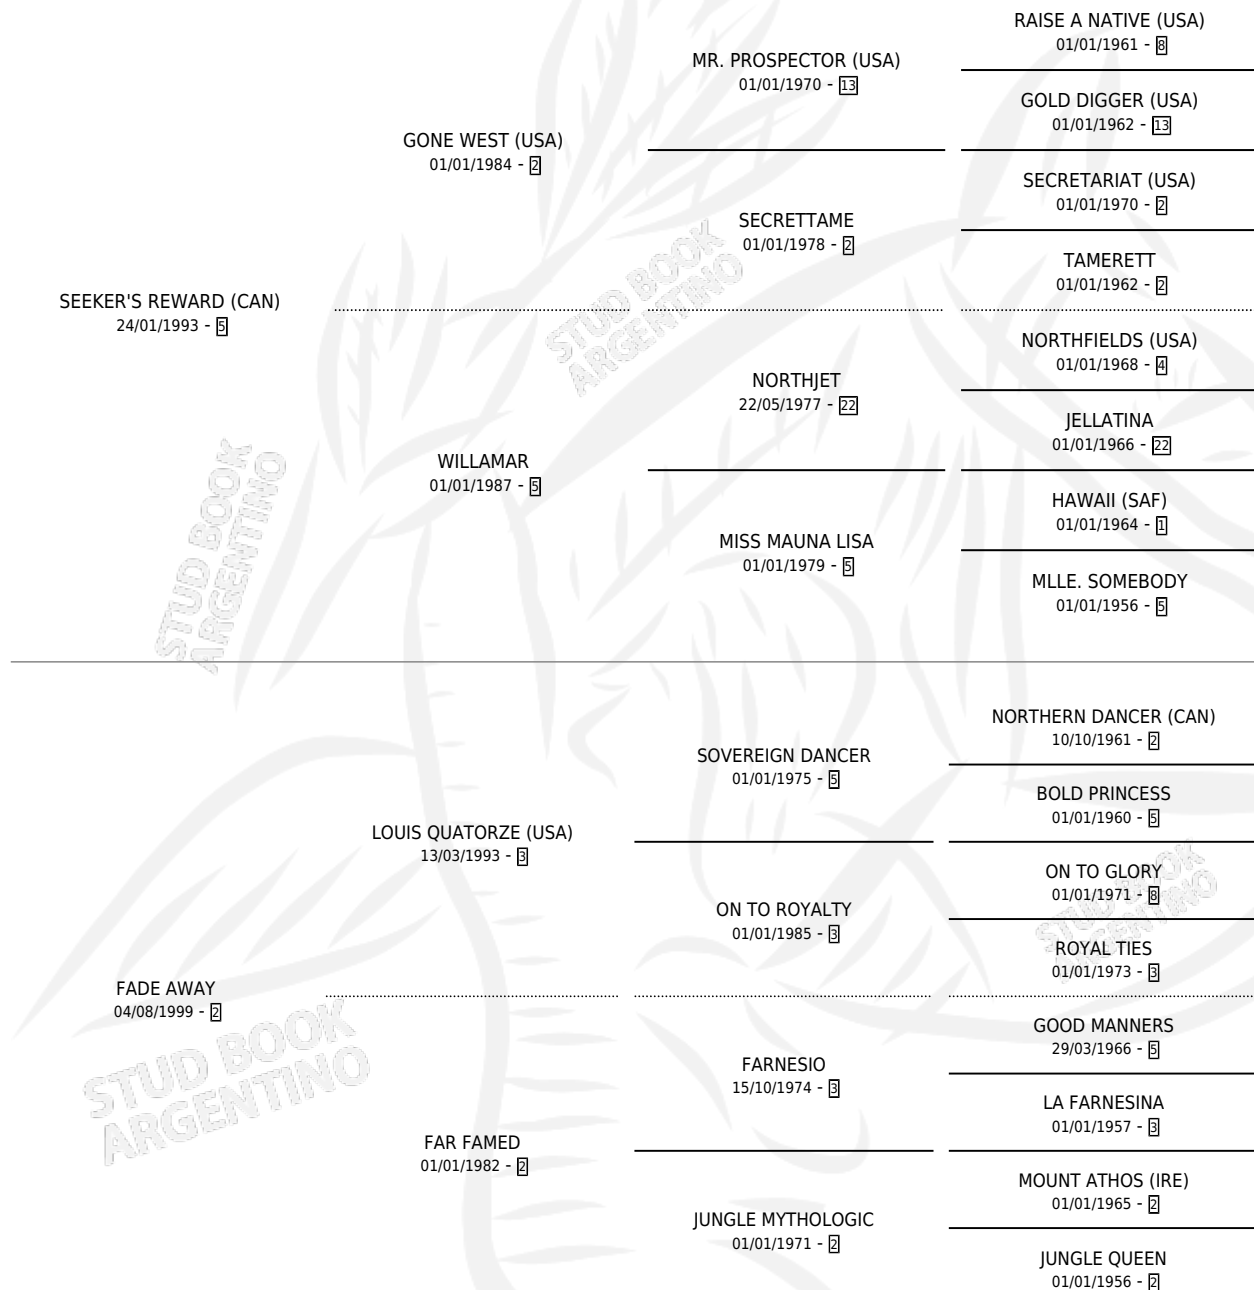 RAISE A NATIVE (USA)
01/01/1961 - 8
MR. PROSPECTOR (USA)
01/01/1970 - 13
GOLD DIGGER (USA)
01/01/1962 - 13
GONE WEST (USA)
01/01/1984 - 2
SECRETARIAT (USA)
01/01/1970 - 2
SECRETTAME
01/01/1978 - 2
TAMERETT
01/01/1962 - 2
SEEKER'S REWARD (CAN)
24/01/1993 - 5
NORTHFIELDS (USA)
01/01/1968 - 4
NORTHJET
22/05/1977 - 22
JELLATINA
01/01/1966 - 22
WILLAMAR
01/01/1987 - 5
HAWAII (SAF)
01/01/1964 - 1
MISS MAUNA LISA
01/01/1979 - 5
MLLE. SOMEBODY
01/01/1956 - 5
NORTHERN DANCER (CAN)
10/10/1961 - 2
SOVEREIGN DANCER
01/01/1975 - 5
BOLD PRINCESS
01/01/1960 - 5
LOUIS QUATORZE (USA)
13/03/1993 - 3
ON TO GLORY
01/01/1971 - 8
ON TO ROYALTY
01/01/1985 - 3
ROYAL TIES
01/01/1973 - 3
FADE AWAY
04/08/1999 - 2
GOOD MANNERS
29/03/1966 - 5
FARNESIO
15/10/1974 - 3
LA FARNESINA
01/01/1957 - 3
FAR FAMED
01/01/1982 - 2
MOUNT ATHOS (IRE)
01/01/1965 - 2
JUNGLE MYTHOLOGIC
01/01/1971 - 2
JUNGLE QUEEN
01/01/1956 - 2
STUD BOOK
ARGENTINO
STUD BOOK
ARGENTINO
STUD BOOK
ARGENTINO
STUD BOOK
ARGENTINO